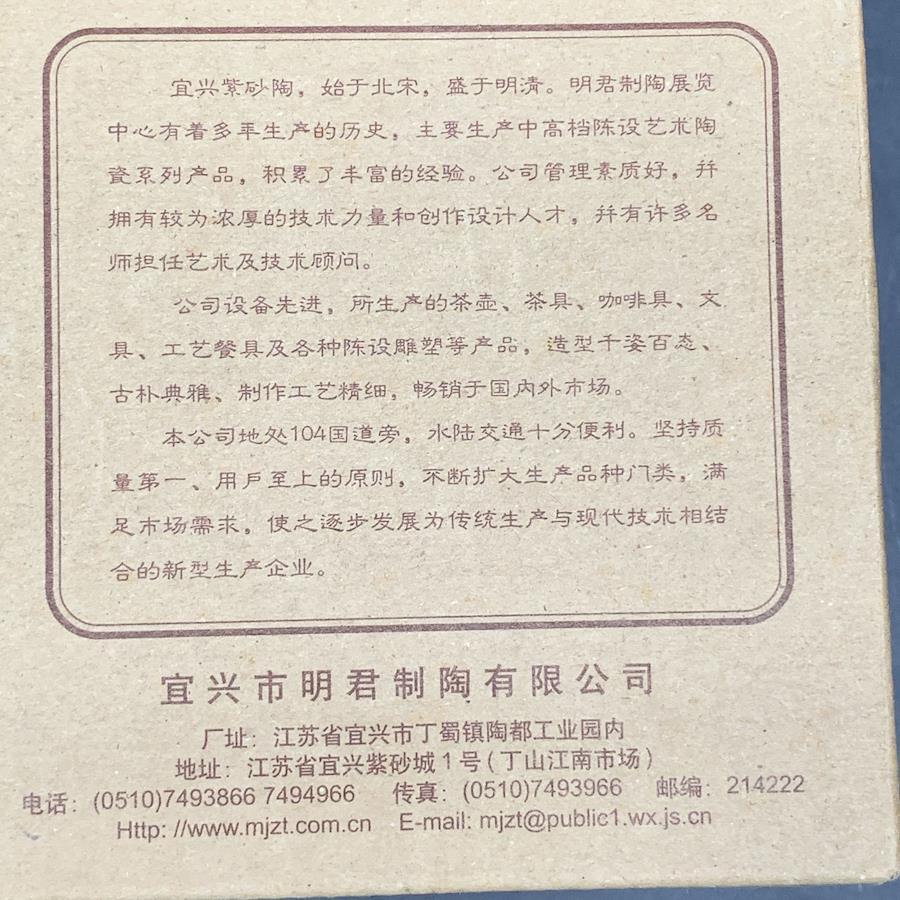 宜兴紫砂陶，始于北宋，盛于明清。明君制陶展览
中心有着多年生产的历史，主要生产中高档陈设艺术陶
瓷系列产品，积累了丰富的经验。公司管理素质好，并
拥有较为浓厚的技术力量和创作设计人才，并有许多名
师担任艺术及技术顾问。
公司设备先进，所生产的茶壶、茶具、咖啡具、文
具、工艺餐具及各种陈设雕塑等产品，造型千姿百态、
古朴典雅、制作工艺精细，畅销于国内外市场。
本公司地处104国道旁，水陆交通十分便利。坚持质
量第一、用戶至上的原则，不断扩大生产品种门类，满
足市场需求，使之逐步发展为传统生产与现代技术相结
合的新型生产企业。
宜兴市明君制陶有限公司
厂址：江苏省宜兴市丁蜀镇陶都工业园内
地址：江苏省宜兴紫砂城1号(丁山江南市场)
电话：(0510)7493866 7494966 传真：(0510)7493966 邮编：214222
Http: //www.mjzt.com.cn E-mail: mjzt@public1.wx.js.cn